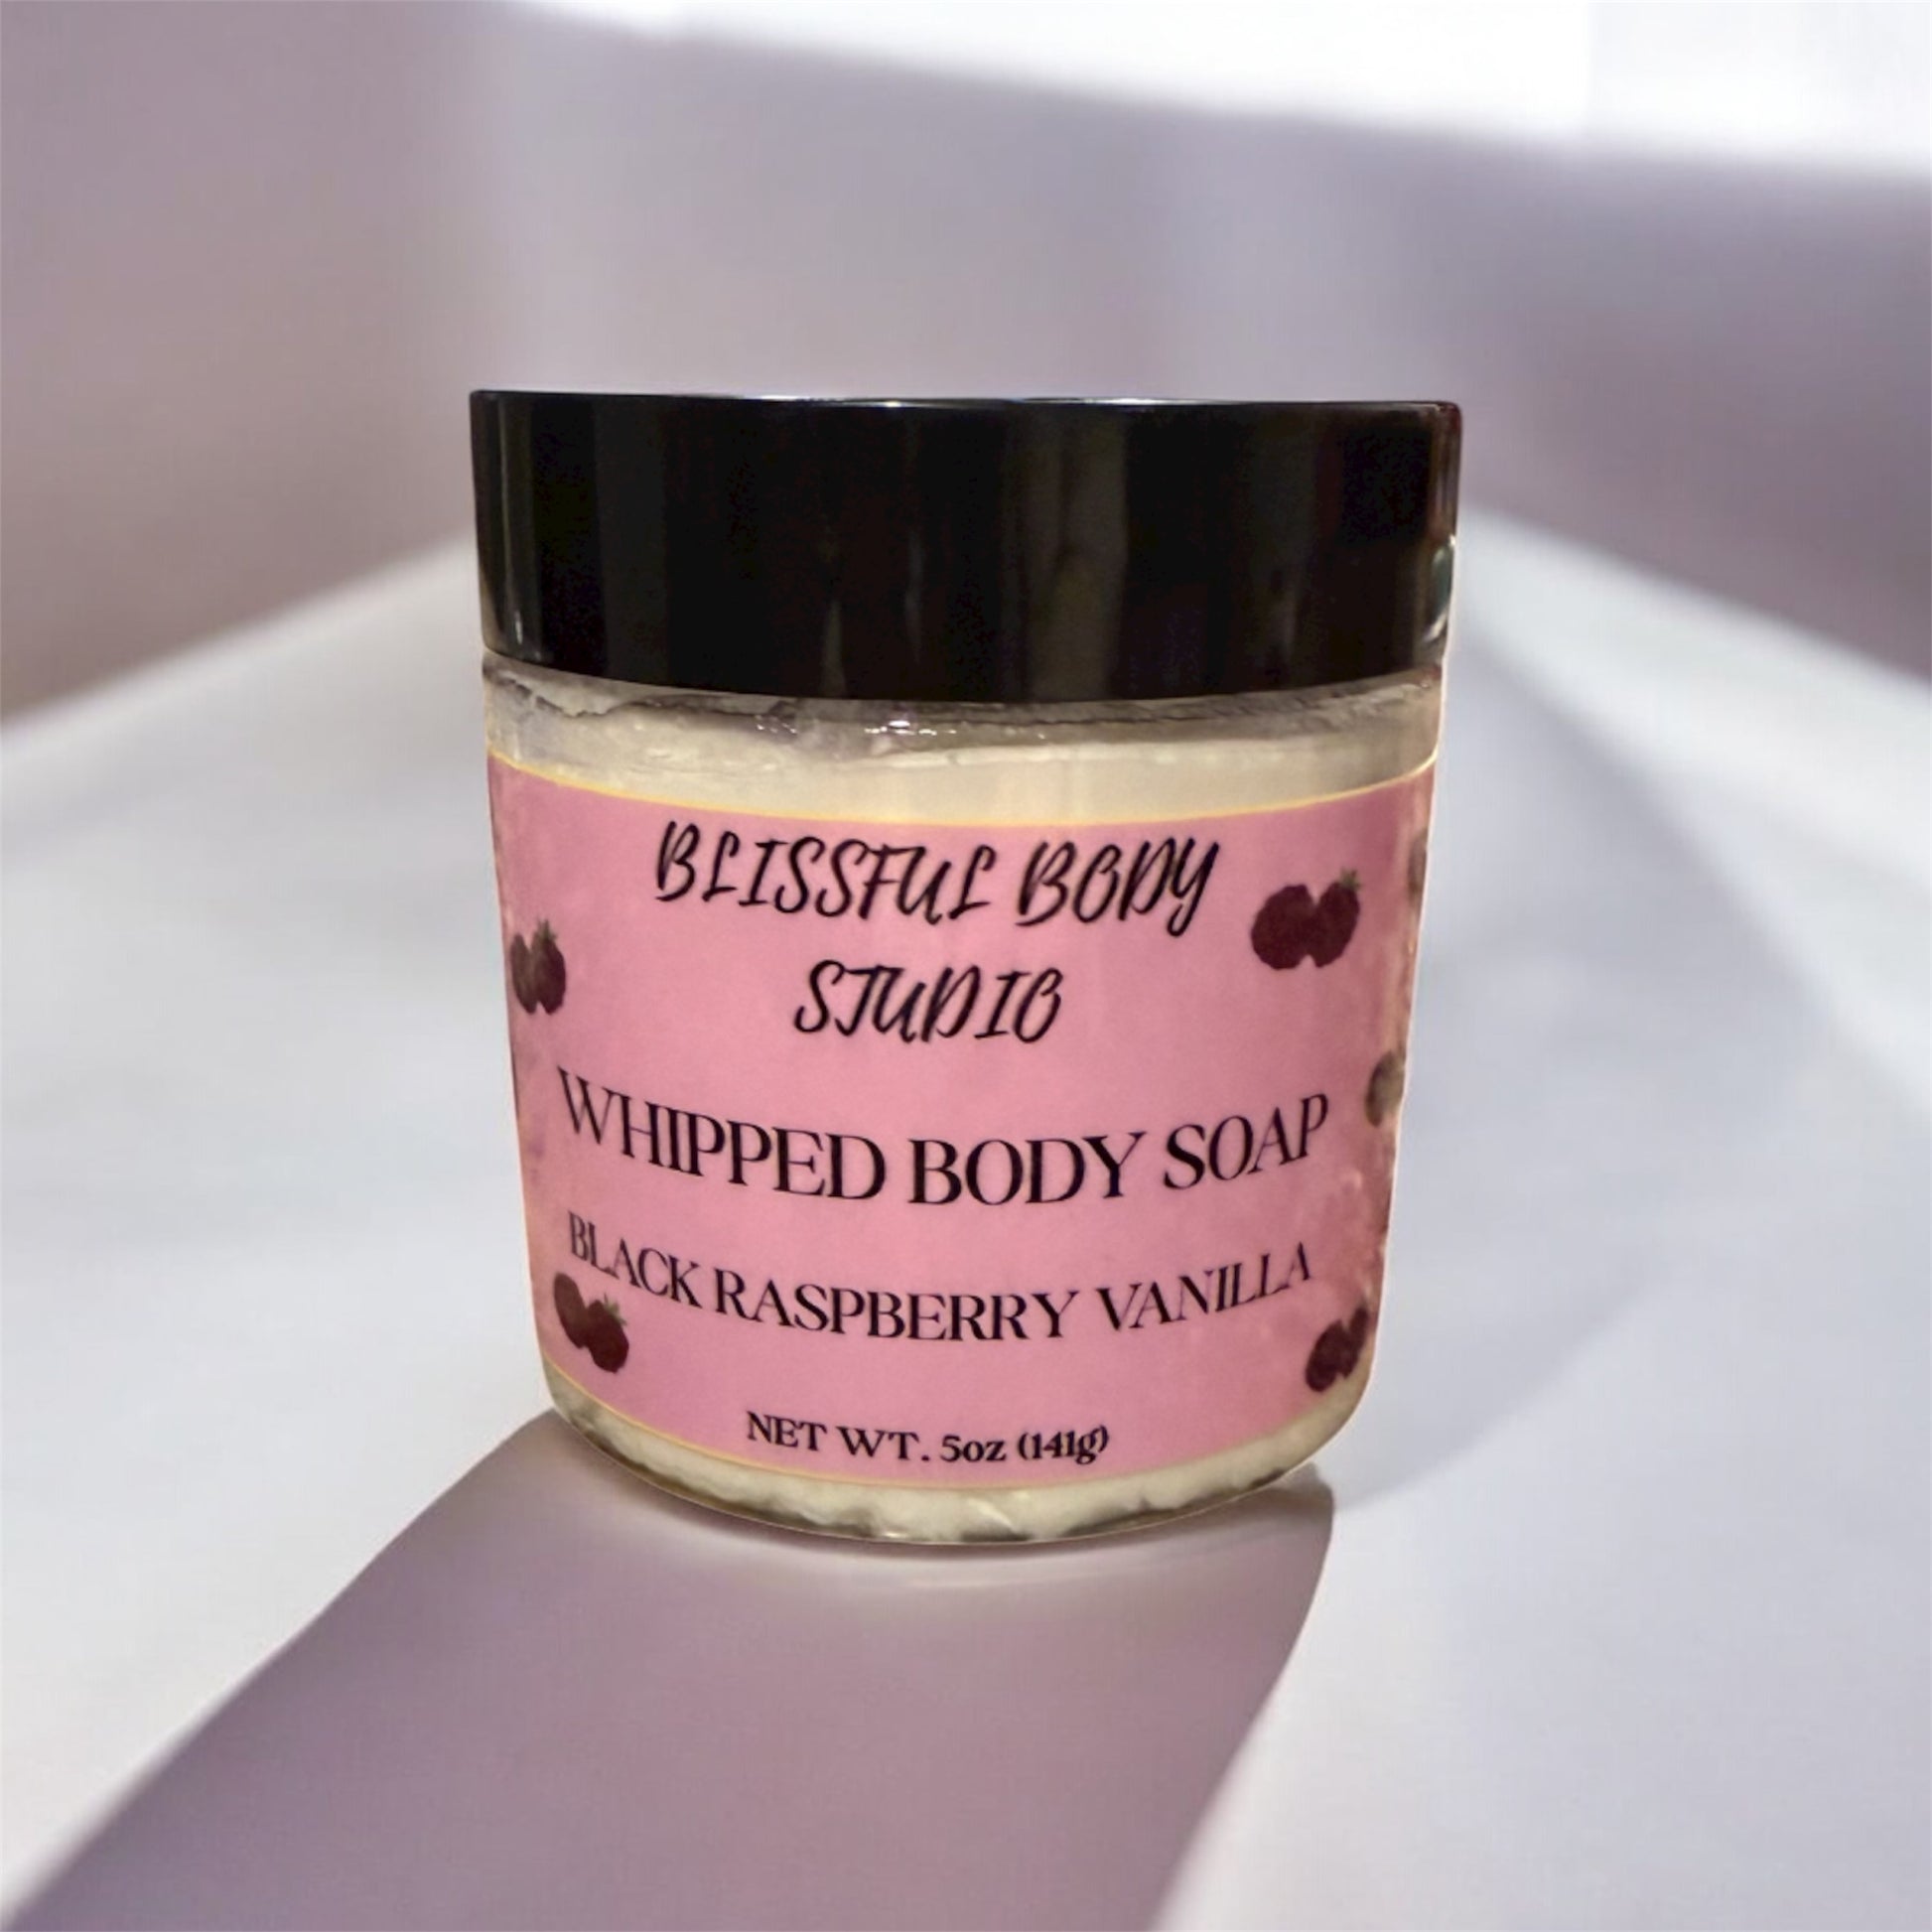 BLISSFUL BODY
STUDIO
WHIPPED BODY SOAP
BLACK RASPBERRY VANILLA
NET WT. 5oz (141g)